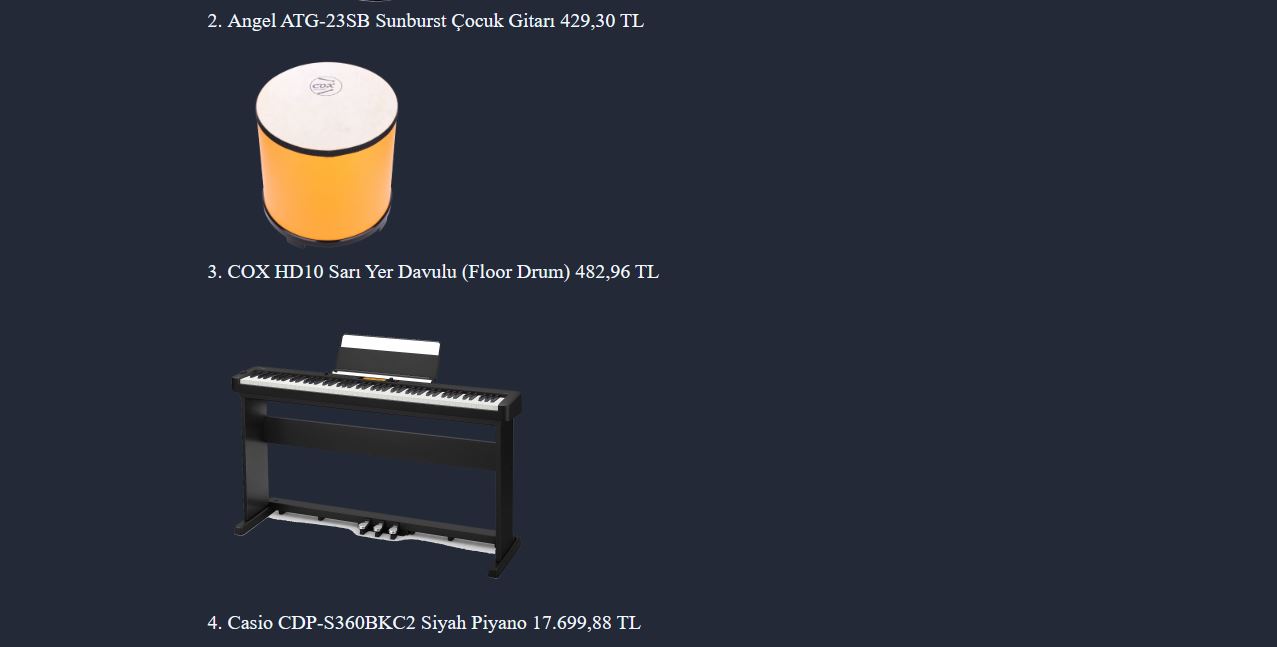 2. Angel ATG-23SB Sunburst Çocuk Gitarı 429,30 TL
COX
3. COX HD10 Sarı Yer Davulu (Floor Drum) 482,96 TL
4. Casio CDP-S360BKC2 Siyah Piyano 17.699,88 TL